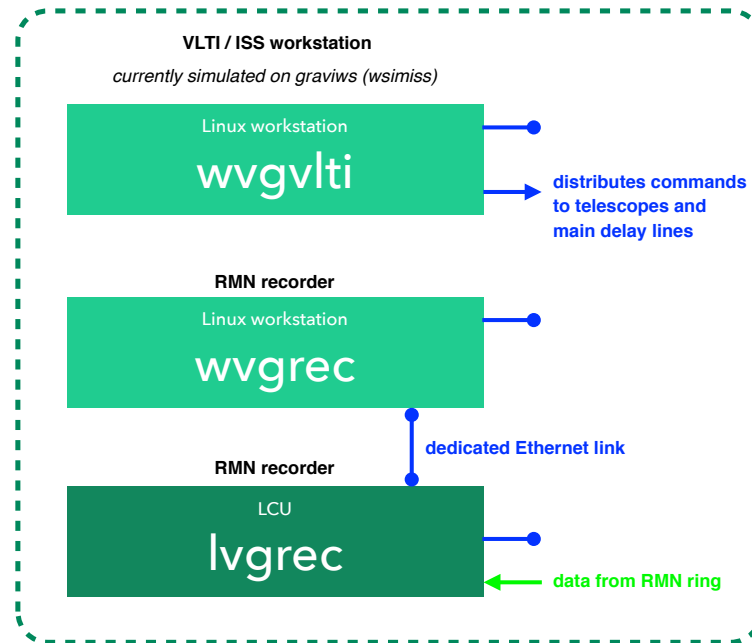 VLTI / ISS workstation
currently simulated on graviws (wsimiss)
Linux workstation
wvgvlti
distributes commands
to telescopes and
main delay lines
RMN recorder
Linux workstation
wvgrec
dedicated Ethernet link
RMN recorder
LCU
lvgrec
data from RMN ring